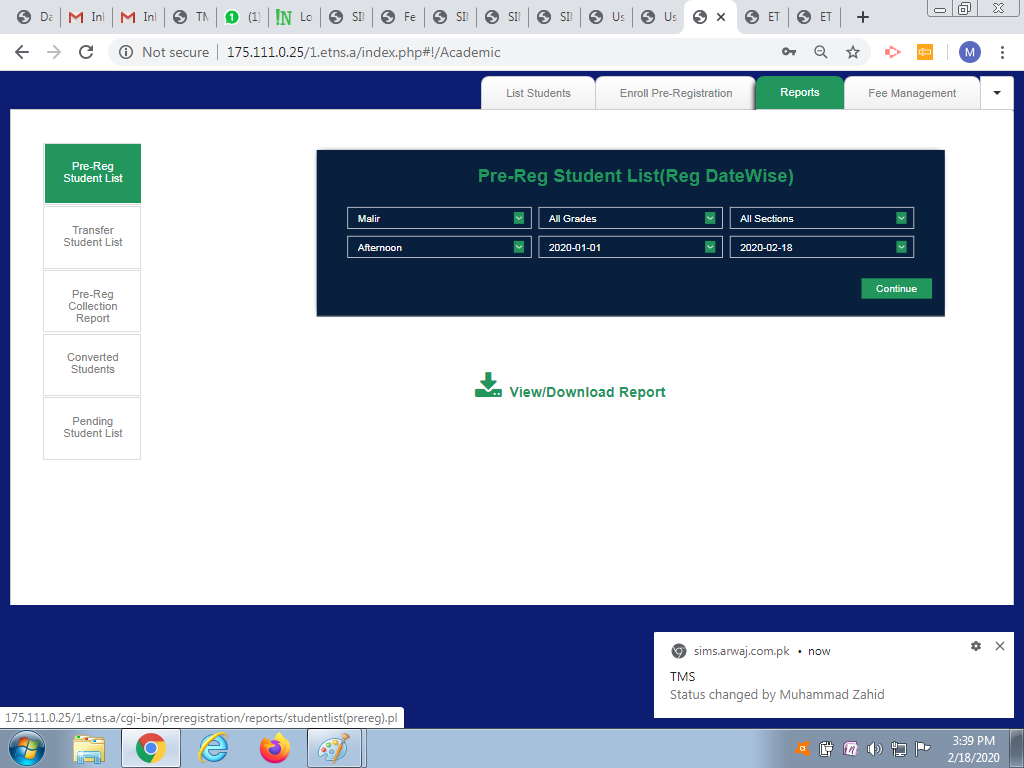 Da
Inl
Inl
TM
(1)
Lo
SII
Fe
SII
SII
SII
Us
Us
ET
ET
Not secure
175.111.0.25/1.etns.a/index.php#!/Academic
M
List Students
Enroll Pre-Registration
Reports
Fee Management
Pre-Reg
Student List
Transfer
Student List
Pre-Reg
Collection
Report
Converted
Students
Pending
Student List
Pre-Reg Student List(Reg DateWise)
Malir
All Grades
All Sections
Afternoon
2020-01-01
2020-02-18
Continue
View/Download Report
sims.arwaj.com.pk • now
TMS
Status changed by Muhammad Zahid
175.111.0.25/1.etns.a/cgi-bin/preregistration/reports/studentlist(prereg).pl
3:39 PM
2/18/2020